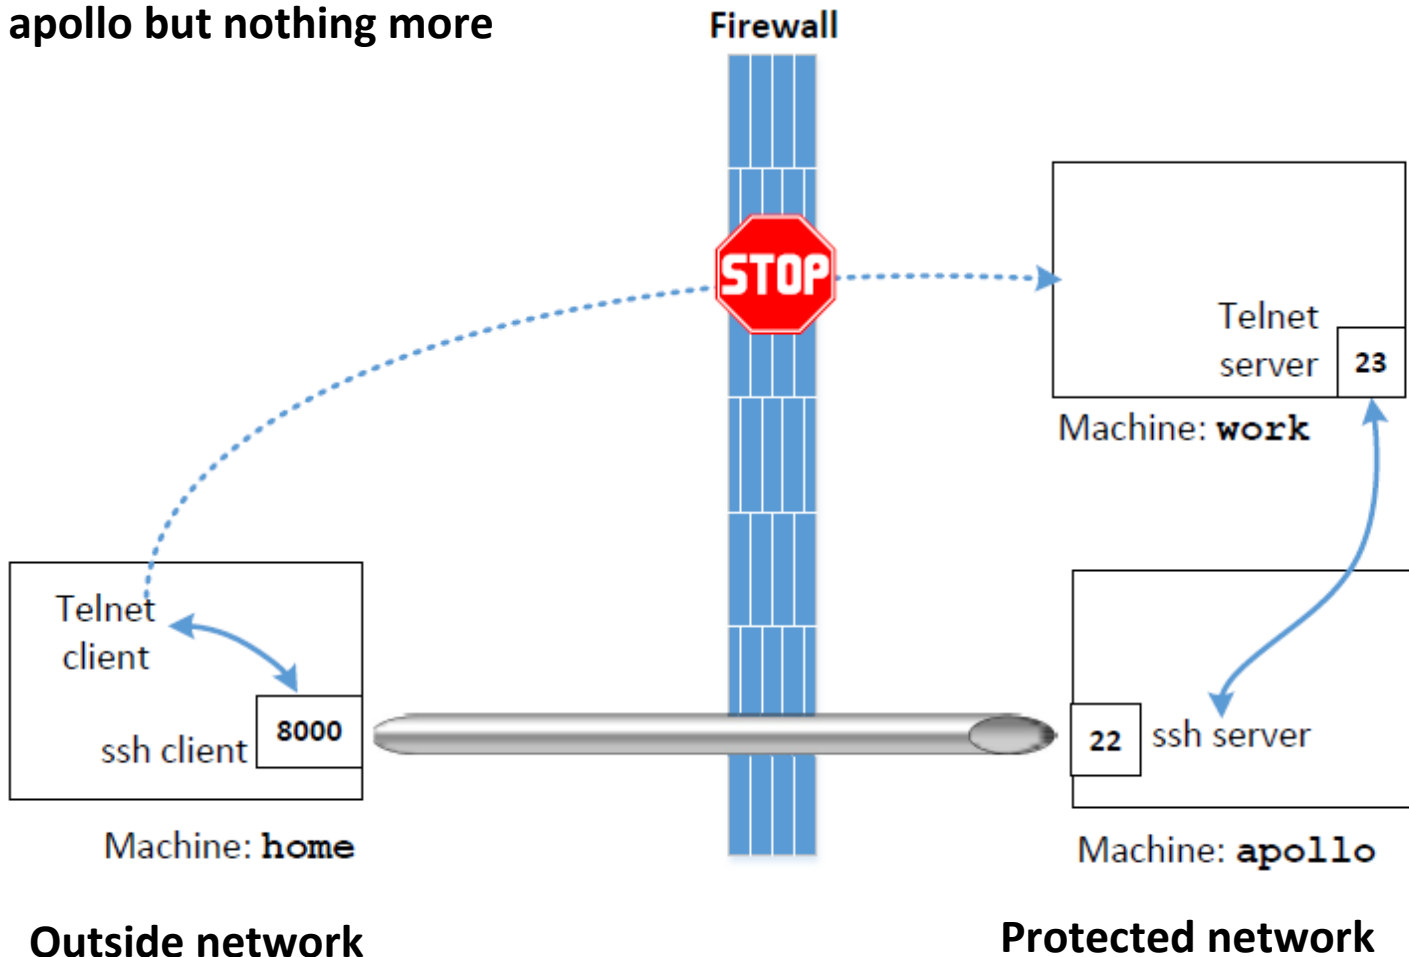 apollo but nothing more
Firewall
STOP
Telnet
server
23
Machine: work
Telnet
client
8000
ssh client
22
ssh server
Machine: home
Machine: apollo
Outside network
Protected network